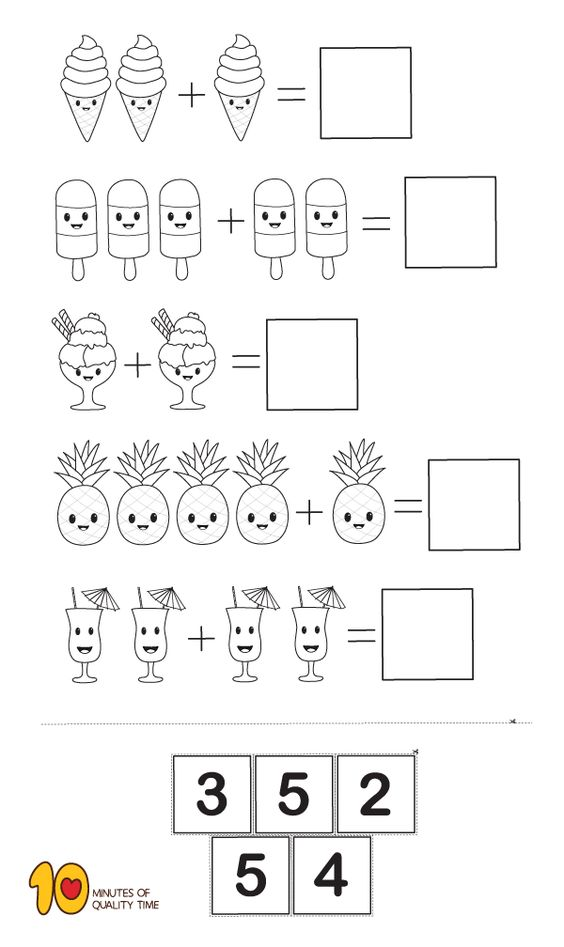 + =
+ =
+ =
+ =
+ =
3 5 2
5 4
10 MINUTES OF
QUALITY TIME